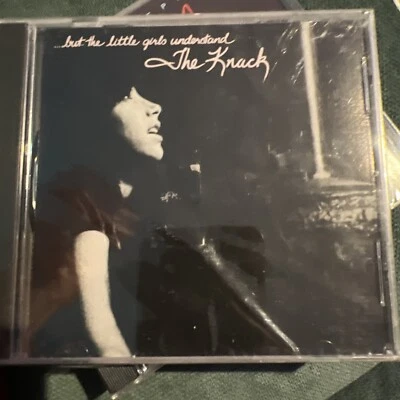 ...but the little girls understand
The Knack